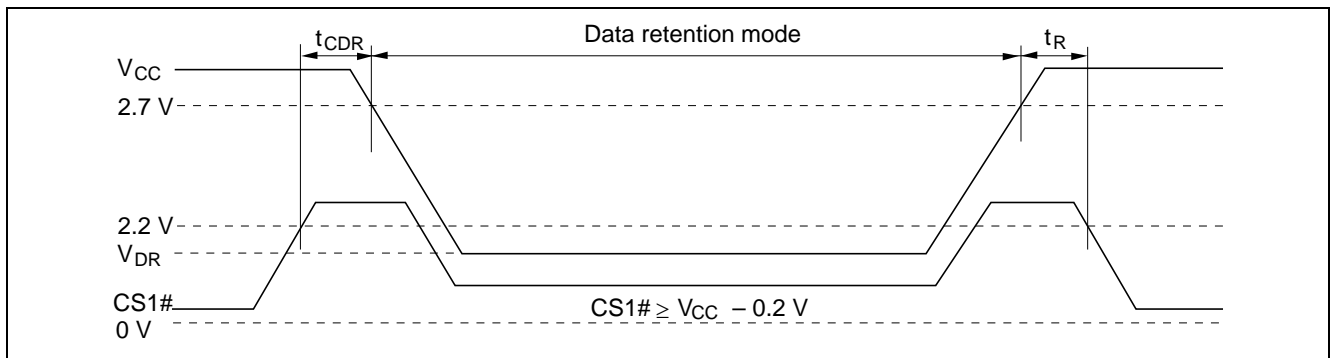 tCDR Data retention mode tR
VCC
2.7 V
2.2 V
VDR
CS1#
CS1# ≥ VCC – 0.2 V
0 V